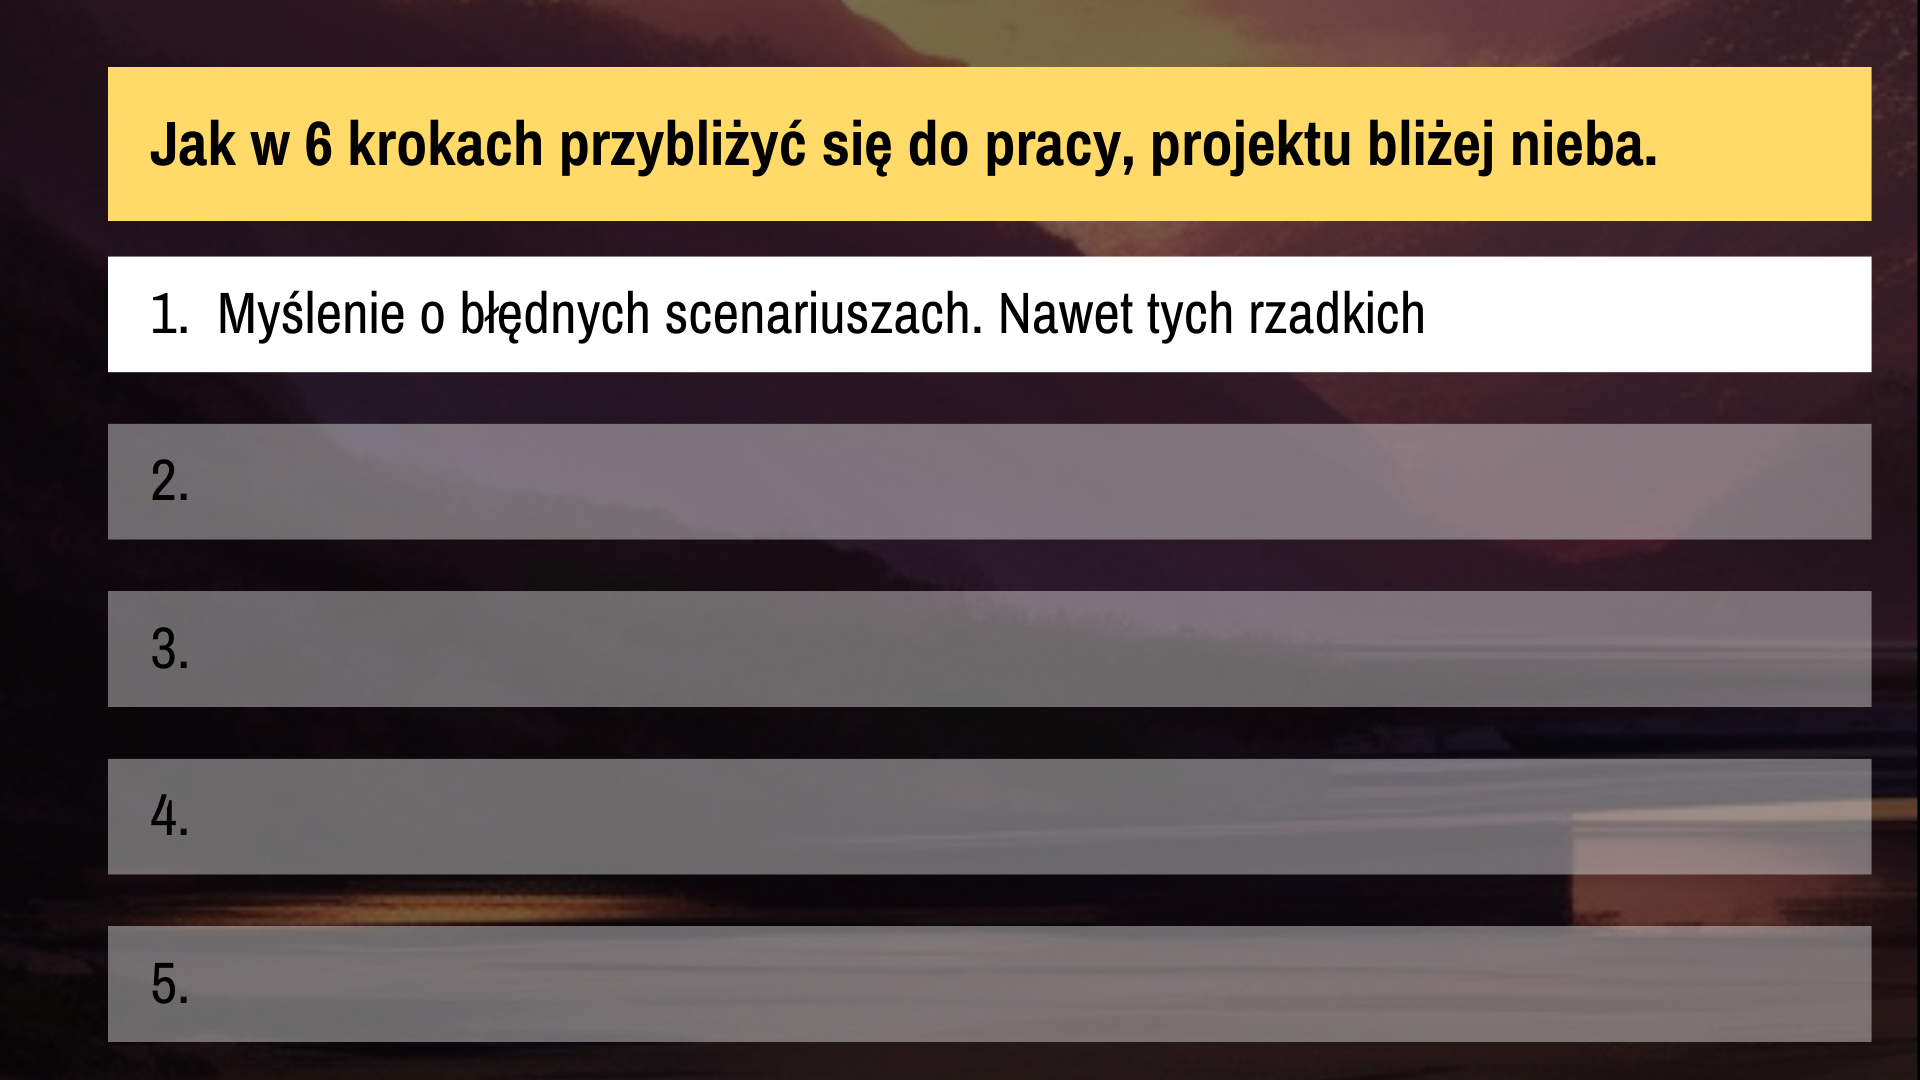 Jak w 6 krokach przybliżyć się do pracy, projektu bliżej nieba.
1. Myślenie o błędnych scenariuszach. Nawet tych rzadkich
2.
3.
4.
5.